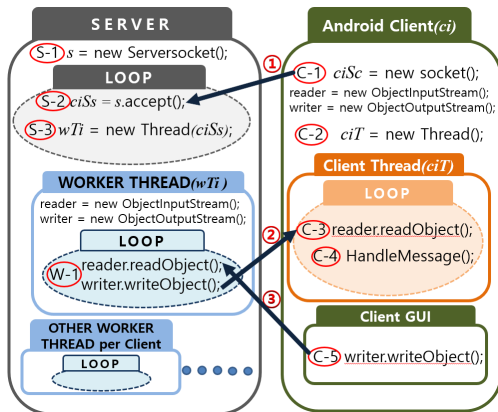 SERVER
S-1 s = new Serversocket();
LOOP
S-2 ciSs = s.accept();
S-3 wTi = new Thread(ciSs);
WORKER THREAD(wTi)
reader = new ObjectInputStream();
writer = new ObjectOutputStream();
LOOP
W-1 reader.readObject();
writer.writeObject();
OTHER WORKER
THREAD per Client
LOOP
①
②
③
Android Client(ci)
C-1 ciSc = new socket();
reader = new ObjectInputStream();
writer = new ObjectOutputStream();
C-2 ciT = new Thread();
Client Thread(ciT)
LOOP
C-3 reader.readObject();
C-4 HandleMessage();
Client GUI
C-5 writer.writeObject();